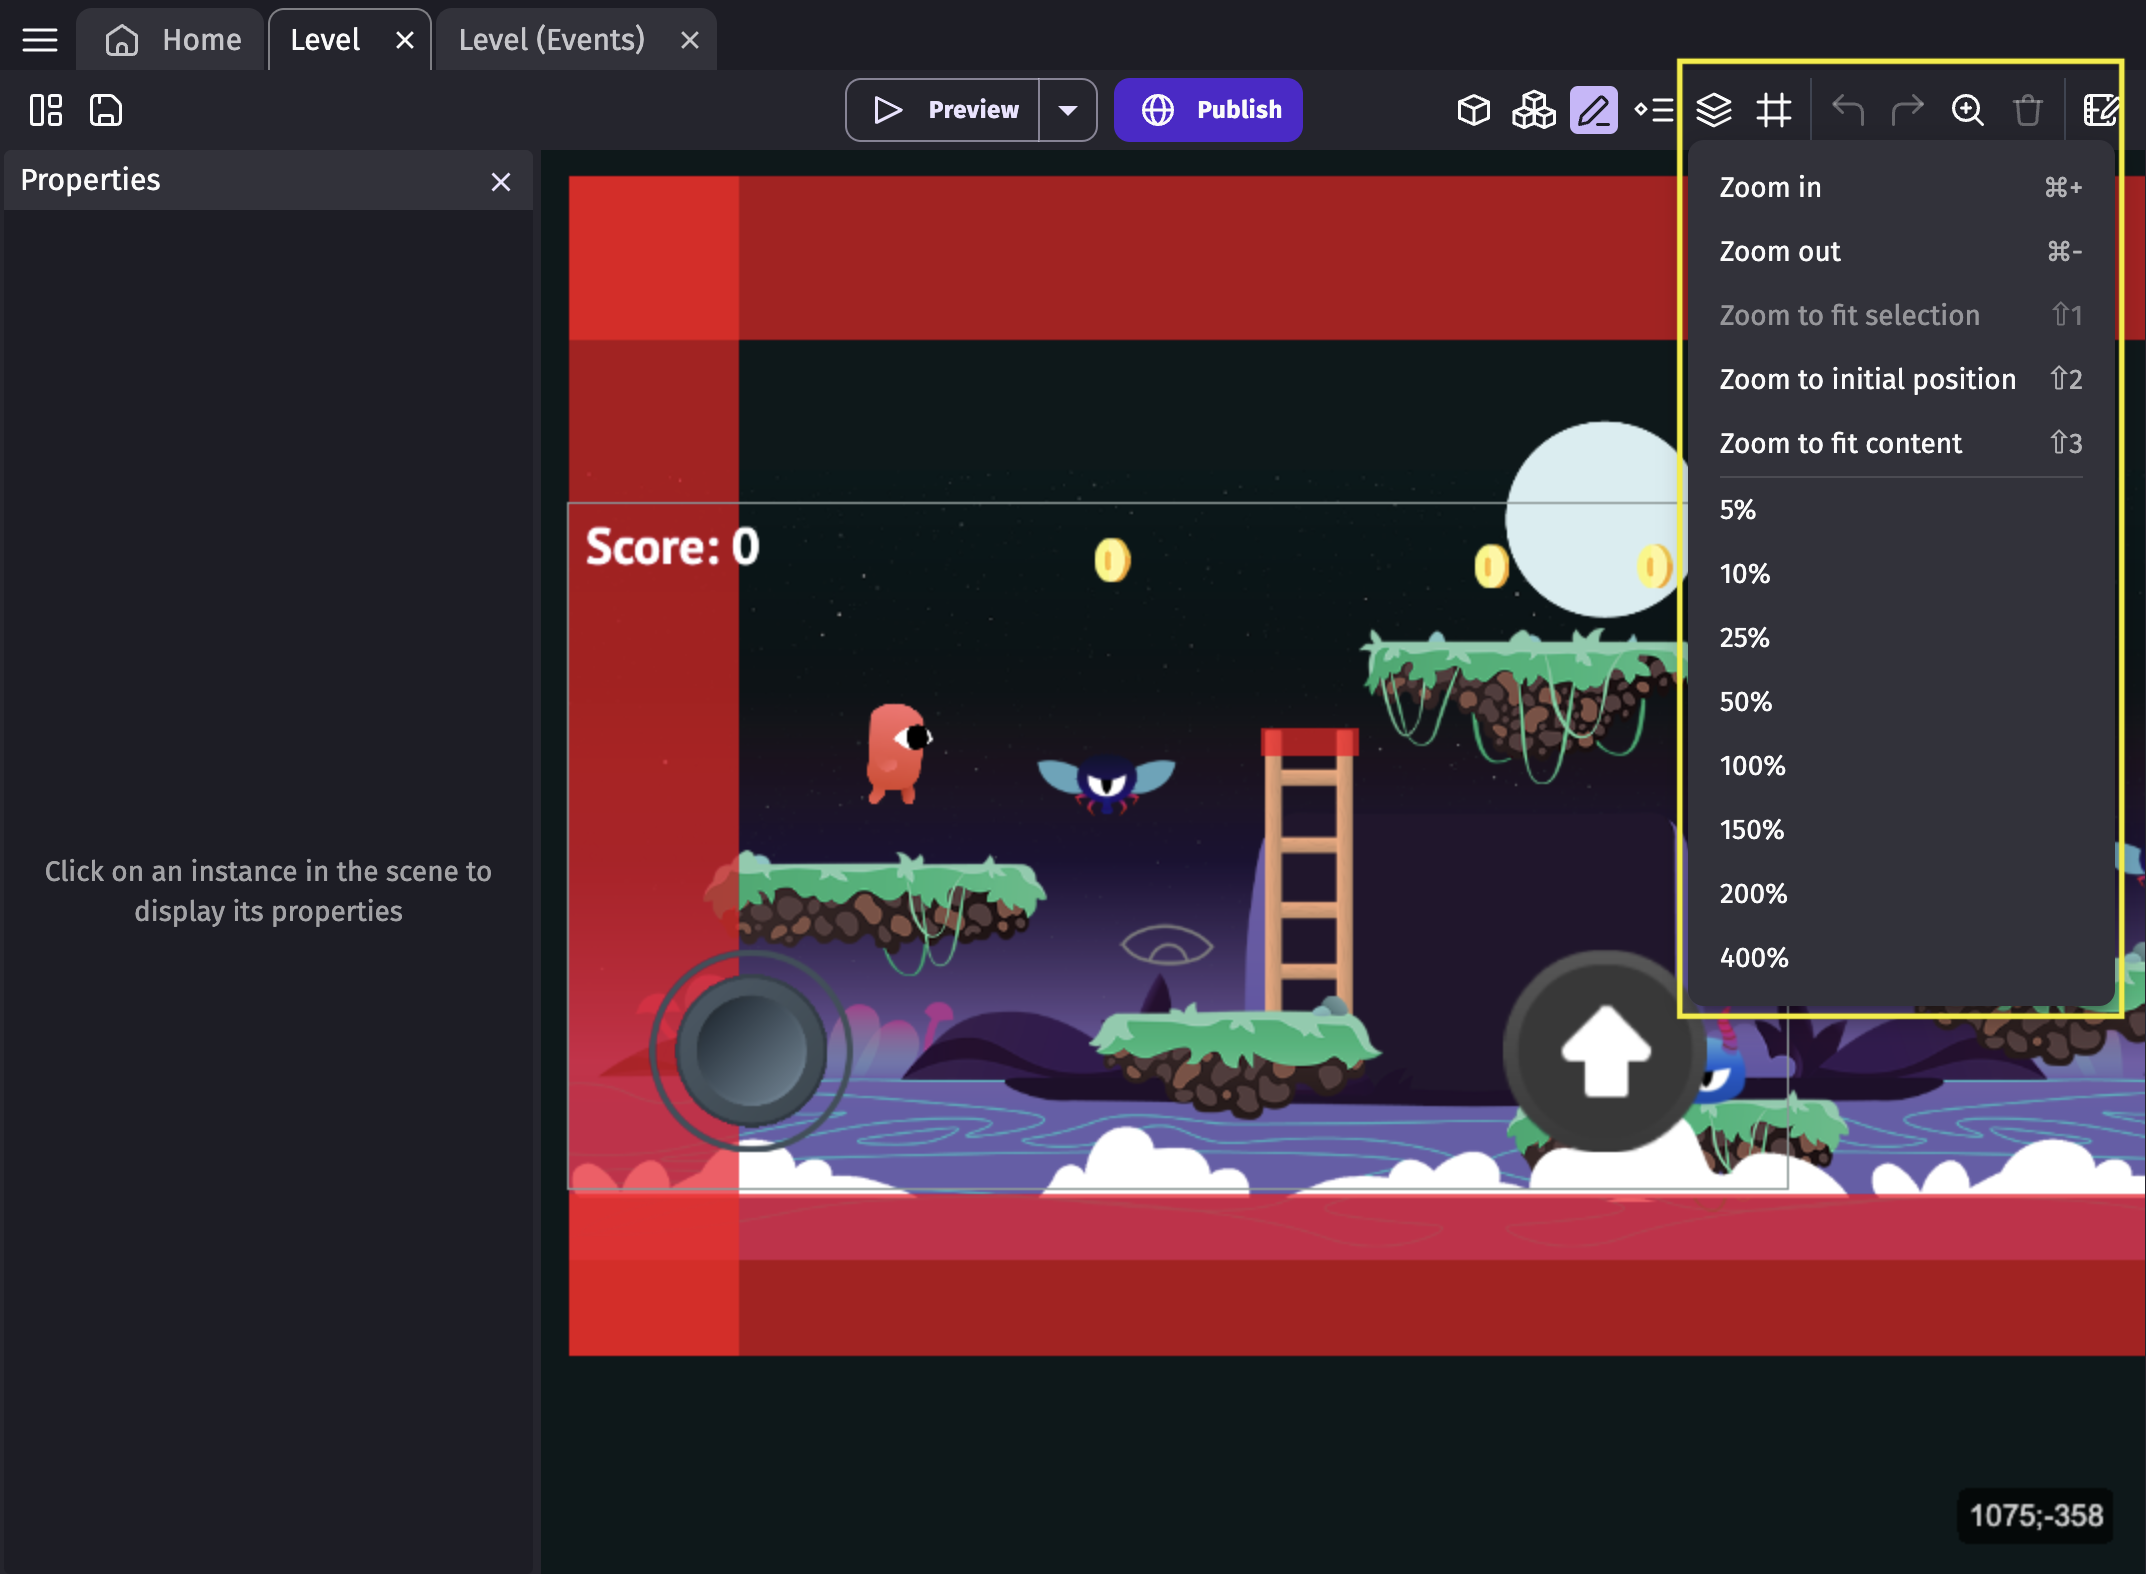 Home
Level
Level (Events)
Preview
Publish
Properties
Click on an instance in the scene to
display its properties
Score: 0
Zoom in ⌘+
Zoom out ⌘-
Zoom to fit selection ⇧1
Zoom to initial position ⇧2
Zoom to fit content ⇧3
5%
10%
25%
50%
100%
150%
200%
400%
1075;-358